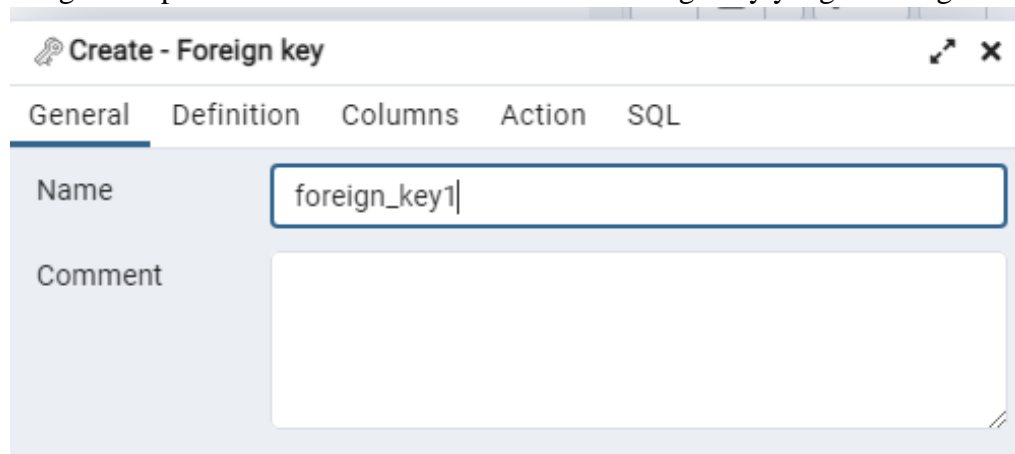 Create - Foreign key
General Definition Columns Action SQL
Name foreign_key1
Comment